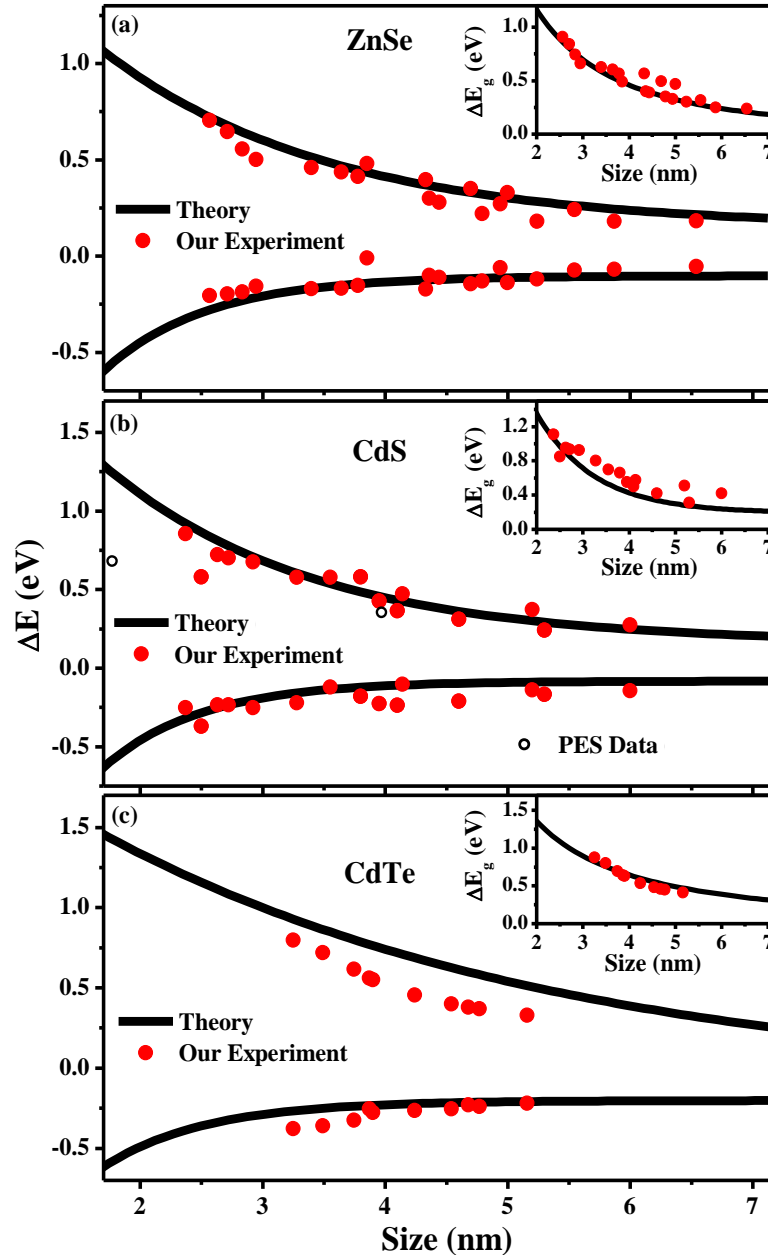 (a)
ZnSe
1.0
0.5
0.0
-0.5
Theory
Our Experiment
ΔE_g (eV)
1.0
0.5
0.0
2 3 4 5 6 7
Size (nm)
ΔE (eV)
(b)
CdS
1.5
1.0
0.5
0.0
-0.5
Theory
Our Experiment
PES Data
ΔE_g (eV)
1.2
0.8
0.4
0.0
2 3 4 5 6 7
Size (nm)
(c)
CdTe
1.5
1.0
0.5
0.0
-0.5
Theory
Our Experiment
ΔE_g (eV)
1.5
1.0
0.5
0.0
2 3 4 5 6 7
Size (nm)
2 3 4 5 6 7
Size (nm)